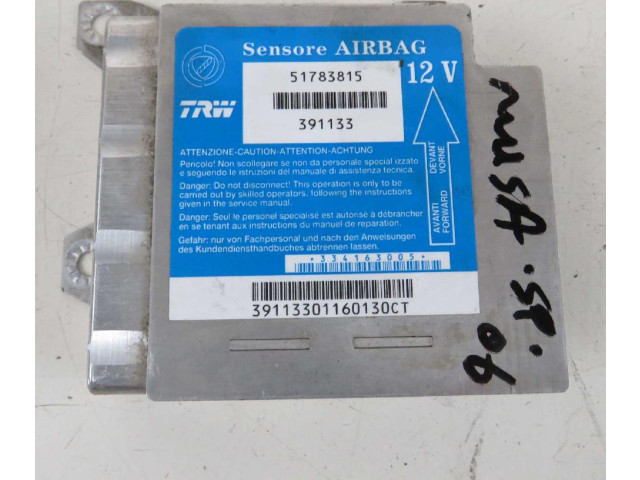 Sensore AIRBAG
51783815
12 V
TRW
391133
ATTENZIONE-CAUTION-ATTENTION-ACHTUNG
Pericolo! Non scollegare se non da personale specializzato
e seguendo le istruzioni del manuale di assistenza tecnica.
Danger: Do not disconnect! This operation is only to be
carried out by skilled operators, following the instructions
given in the service manual.
Danger: Seul le personel specialisé est autorisé à débrancher
en se tenant aux instructions du manuel de reparation.
Gefahr: nur von Fachpersonal und nach den Anweisungen
des Kundendiensthandbuches abtrennen lassen.
AVANTI DEVANT
FORWARD VORNE
*334163005*
39113301160130CT
MUSA.SP.
06